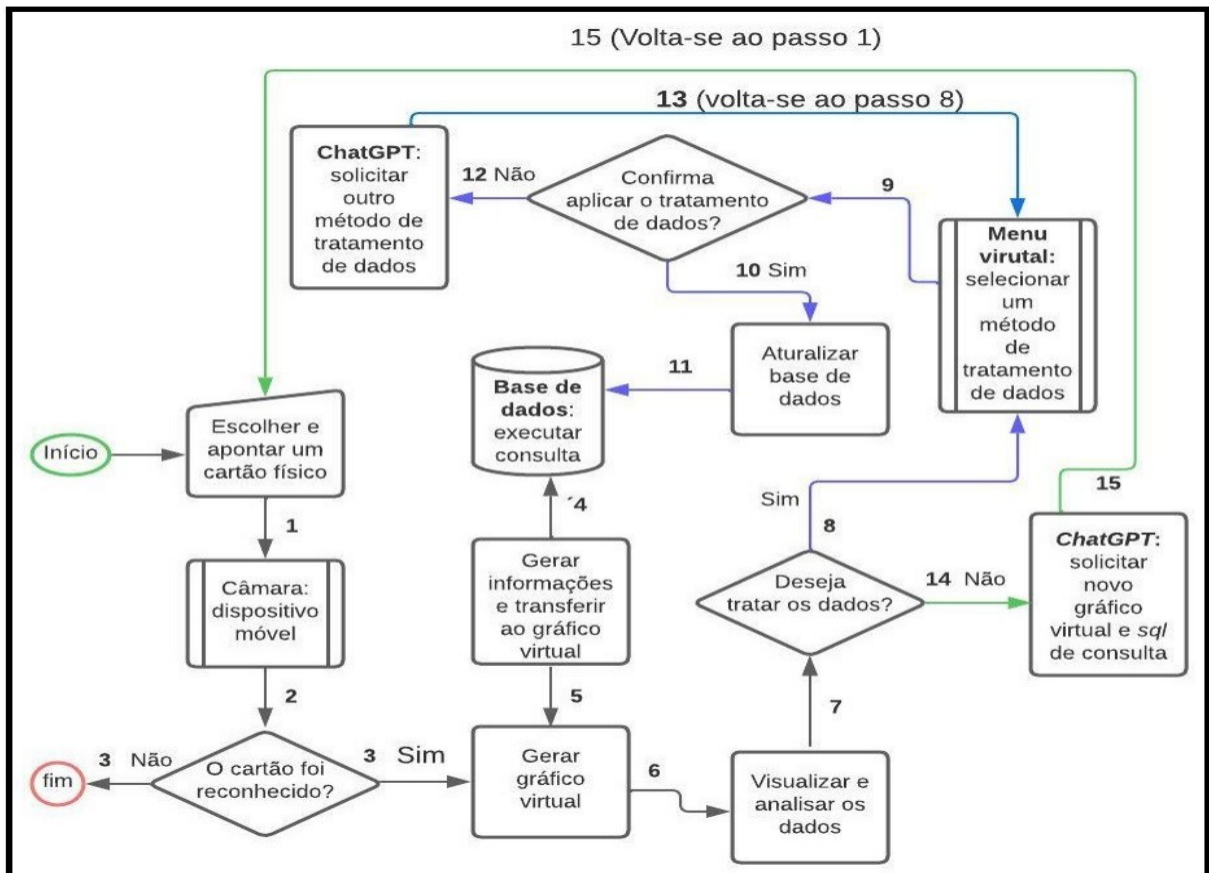 15 (Volta-se ao passo 1)
13 (volta-se ao passo 8)
ChatGPT:
solicitar
outro
método de
tratamento
de dados
12 Não
Confirma
aplicar o tratamento
de dados?
9
Menu
virutal:
selecionar
um
método
de
tratamento
de dados
10 Sim
Aturalizar
base de
dados
11
Base de
dados:
executar
consulta
Início
Escolher e
apontar um
cartão físico
1
´4
Sim
8
15
Câmara:
dispositivo
móvel
Gerar
informações
e transferir
ao gráfico
virtual
Deseja
tratar os dados?
14 Não
ChatGPT:
solicitar
novo
gráfico
virtual e sql
de consulta
2
5
7
fim
3 Não
O cartão foi
reconhecido?
3 Sim
Gerar
gráfico
virtual
6
Visualizar e
analisar os
dados